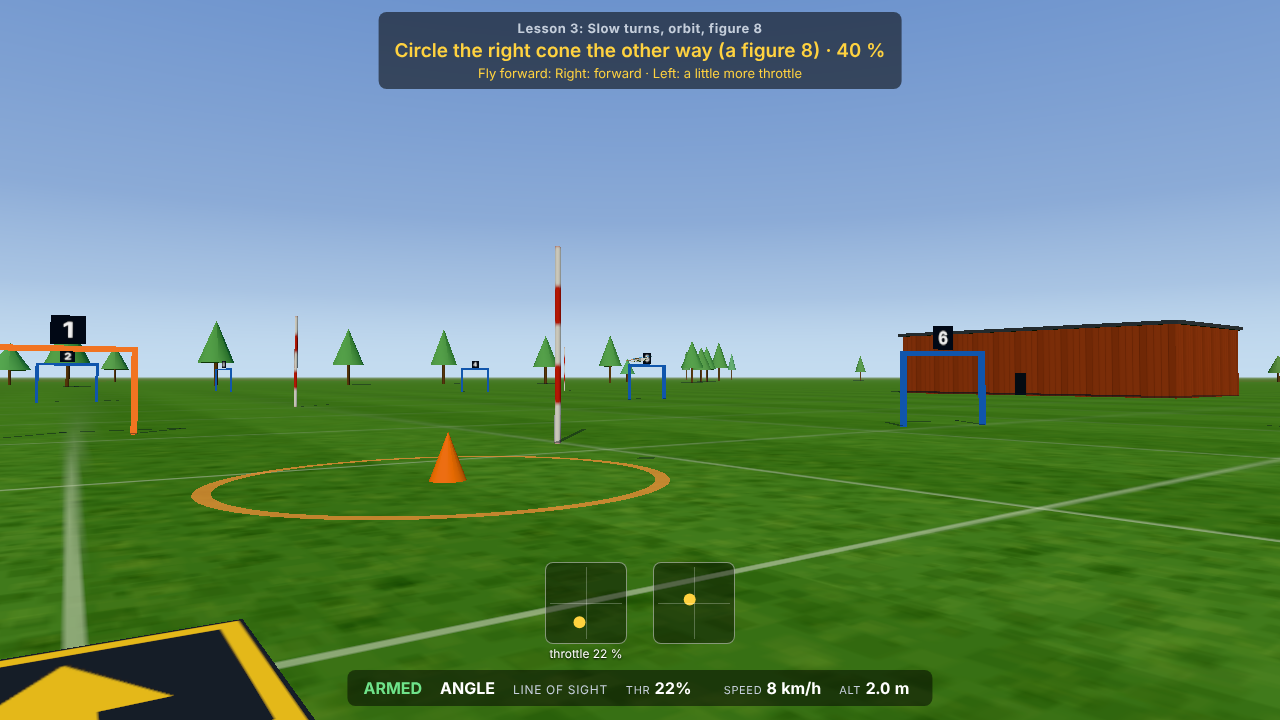 Lesson 3: Slow turns, orbit, figure 8
Circle the right cone the other way (a figure 8) · 40 %
Fly forward: Right: forward · Left: a little more throttle
1
2
6
throttle 22 %
ARMED ANGLE LINE OF SIGHT THR 22% SPEED 8 km/h ALT 2.0 m